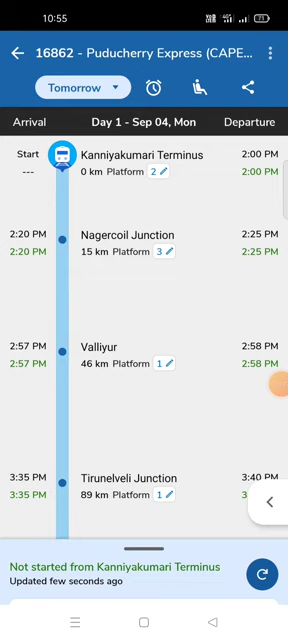 10:55
4G+
71
16862 - Puducherry Express (CAPE...
Tomorrow
Arrival Day 1 - Sep 04, Mon Departure
Start Kanniyakumari Terminus 2:00 PM
--- 0 km Platform 2 2:00 PM
2:20 PM Nagercoil Junction 2:25 PM
2:20 PM 15 km Platform 3 2:25 PM
2:57 PM Valliyur 2:58 PM
2:57 PM 46 km Platform 1 2:58 PM
3:35 PM Tirunelveli Junction 3:40 PM
3:35 PM 89 km Platform 1
Not started from Kanniyakumari Terminus
Updated few seconds ago